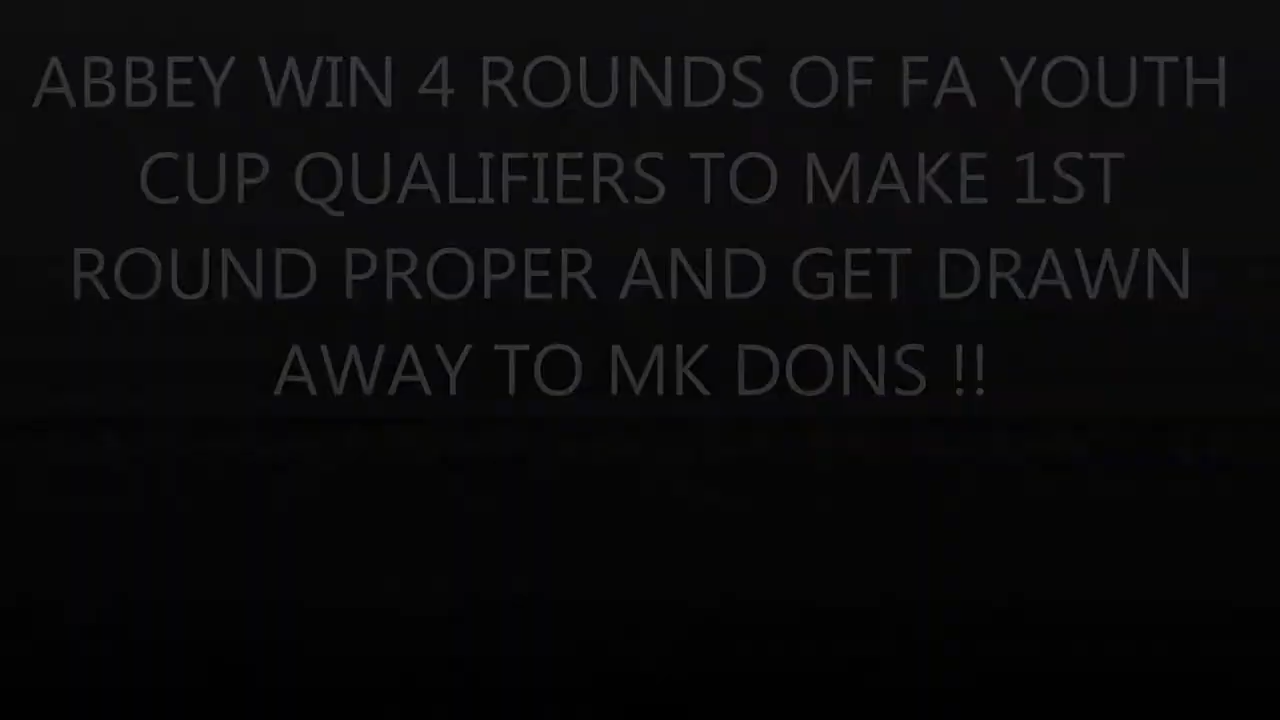 ABBEY WIN 4 ROUNDS OF FA YOUTH
CUP QUALIFIERS TO MAKE 1ST
ROUND PROPER AND GET DRAWN
AWAY TO MK DONS !!